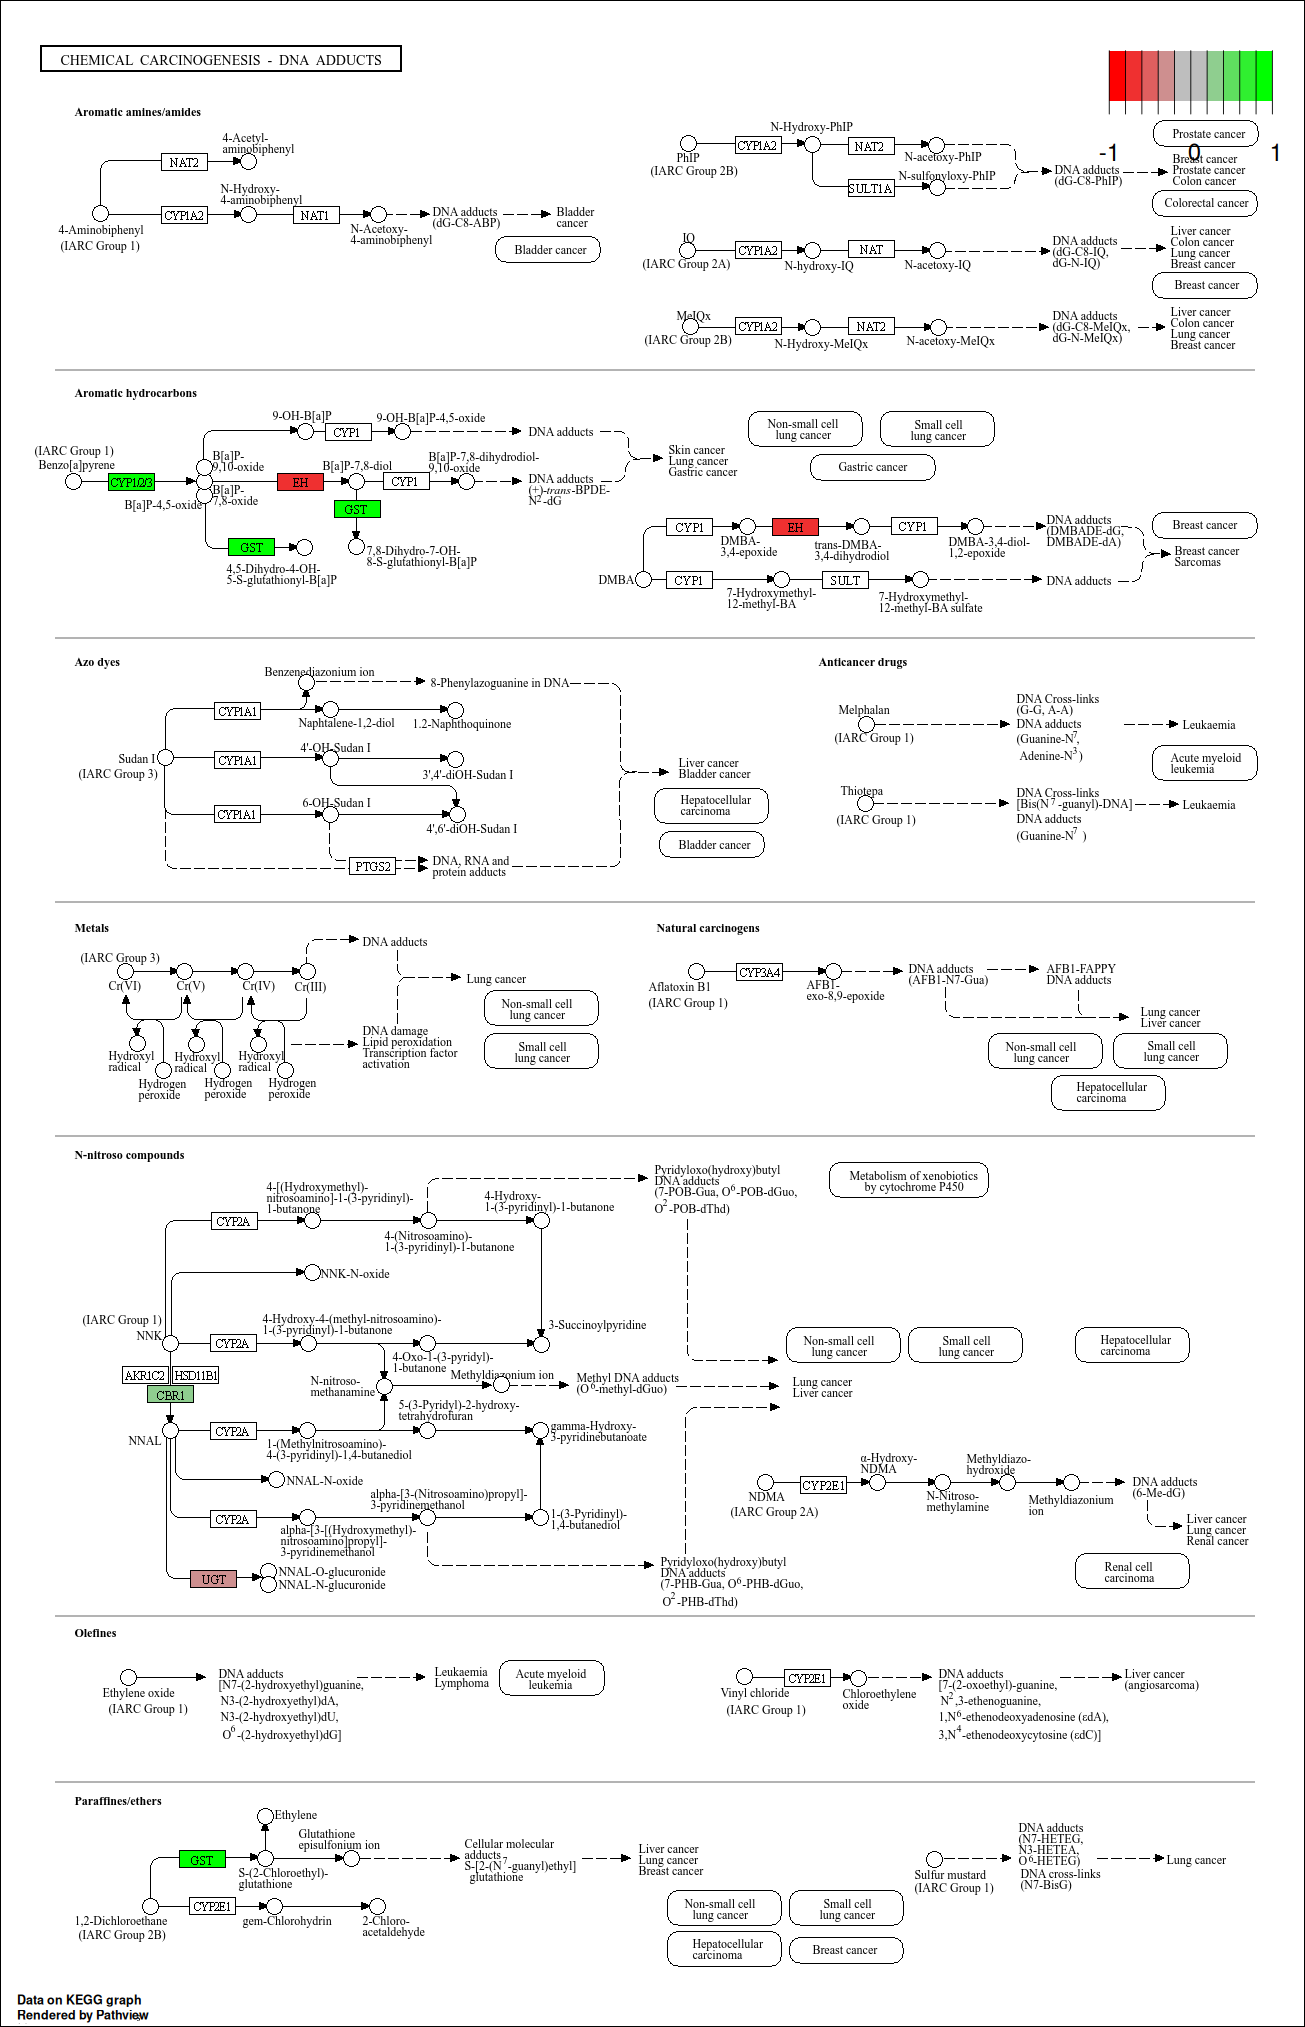 CHEMICAL CARCINOGENESIS - DNA ADDUCTS
-1
0
1
Aromatic amines/amides
4-Acetyl-
aminobiphenyl
NAT2
N-Hydroxy-
4-aminobiphenyl
CYP1A2
NAT1
4-Aminobiphenyl
(IARC Group 1)
N-Acetoxy-
4-aminobiphenyl
DNA adducts
(dG-C8-ABP)
Bladder
cancer
Bladder cancer
N-Hydroxy-PhIP
PhIP
(IARC Group 2B)
CYP1A2
NAT2
N-acetoxy-PhIP
SULT1A
N-sulfonyloxy-PhIP
DNA adducts
(dG-C8-PhIP)
Prostate cancer
Breast cancer
Prostate cancer
Colon cancer
Colorectal cancer
IQ
(IARC Group 2A)
CYP1A2
N-hydroxy-IQ
NAT
N-acetoxy-IQ
DNA adducts
(dG-C8-IQ,
dG-N-IQ)
Liver cancer
Colon cancer
Lung cancer
Breast cancer
Breast cancer
MeIQx
(IARC Group 2B)
CYP1A2
N-Hydroxy-MeIQx
NAT2
N-acetoxy-MeIQx
DNA adducts
(dG-C8-MeIQx,
dG-N-MeIQx)
Liver cancer
Colon cancer
Lung cancer
Breast cancer
Aromatic hydrocarbons
(IARC Group 1)
Benzo[a]pyrene
CYP1/2/3
B[a]P-4,5-oxide
B[a]P-
9,10-oxide
B[a]P-
7,8-oxide
9-OH-B[a]P
CYP1
9-OH-B[a]P-4,5-oxide
DNA adducts
EH
B[a]P-7,8-diol
CYP1
B[a]P-7,8-dihydrodiol-
9,10-oxide
DNA adducts
(+)-trans-BPDE-
N2-dG
GST
7,8-Dihydro-7-OH-
8-S-glutathionyl-B[a]P
GST
4,5-Dihydro-4-OH-
5-S-glutathionyl-B[a]P
Skin cancer
Lung cancer
Gastric cancer
Non-small cell
lung cancer
Small cell
lung cancer
Gastric cancer
DMBA
CYP1
DMBA-
3,4-epoxide
EH
trans-DMBA-
3,4-dihydrodiol
CYP1
DMBA-3,4-diol-
1,2-epoxide
DNA adducts
(DMBADE-dG,
DMBADE-dA)
CYP1
7-Hydroxymethyl-
12-methyl-BA
SULT
7-Hydroxymethyl-
12-methyl-BA sulfate
DNA adducts
Breast cancer
Breast cancer
Sarcomas
Azo dyes
Benzenediazonium ion
8-Phenylazoguanine in DNA
CYP1A1
Naphtalene-1,2-diol
1.2-Naphthoquinone
Sudan I
(IARC Group 3)
CYP1A1
4'-OH-Sudan I
3',4'-diOH-Sudan I
CYP1A1
6-OH-Sudan I
4',6'-diOH-Sudan I
PTGS2
DNA, RNA and
protein adducts
Liver cancer
Bladder cancer
Hepatocellular
carcinoma
Bladder cancer
Anticancer drugs
Melphalan
(IARC Group 1)
DNA Cross-links
(G-G, A-A)
DNA adducts
(Guanine-N7,
Adenine-N3)
Leukaemia
Acute myeloid
leukemia
Thiotepa
(IARC Group 1)
DNA Cross-links
[Bis(N7-guanyl)-DNA]
DNA adducts
(Guanine-N7)
Leukaemia
Metals
(IARC Group 3)
Cr(VI)
Cr(V)
Cr(IV)
Cr(III)
Hydroxyl
radical
Hydroxyl
radical
Hydroxyl
radical
Hydrogen
peroxide
Hydrogen
peroxide
Hydrogen
peroxide
DNA adducts
DNA damage
Lipid peroxidation
Transcription factor
activation
Lung cancer
Non-small cell
lung cancer
Small cell
lung cancer
Natural carcinogens
Aflatoxin B1
(IARC Group 1)
CYP3A4
AFB1-
exo-8,9-epoxide
DNA adducts
(AFB1-N7-Gua)
AFB1-FAPPY
DNA adducts
Lung cancer
Liver cancer
Non-small cell
lung cancer
Small cell
lung cancer
Hepatocellular
carcinoma
N-nitroso compounds
4-[(Hydroxymethyl)-
nitrosoamino]-1-(3-pyridinyl)-
1-butanone
CYP2A
4-(Nitrosoamino)-
1-(3-pyridinyl)-1-butanone
4-Hydroxy-
1-(3-pyridinyl)-1-butanone
Pyridyloxo(hydroxy)butyl
DNA adducts
(7-POB-Gua, O6-POB-dGuo,
O2-POB-dThd)
Metabolism of xenobiotics
by cytochrome P450
NNK-N-oxide
(IARC Group 1)
NNK
CYP2A
4-Hydroxy-4-(methyl-nitrosoamino)-
1-(3-pyridinyl)-1-butanone
4-Oxo-1-(3-pyridyl)-
1-butanone
3-Succinoylpyridine
AKR1C2
HSD11B1
CBR1
N-nitroso-
methanamine
Methyldiazonium ion
Methyl DNA adducts
(O6-methyl-dGuo)
Lung cancer
Liver cancer
Non-small cell
lung cancer
Small cell
lung cancer
Hepatocellular
carcinoma
NNAL
CYP2A
1-(Methylnitrosoamino)-
4-(3-pyridinyl)-1,4-butanediol
5-(3-Pyridyl)-2-hydroxy-
tetrahydrofuran
gamma-Hydroxy-
3-pyridinebutanoate
NNAL-N-oxide
CYP2A
alpha-[3-[(Hydroxymethyl)-
nitrosoamino]propyl]-
3-pyridinemethanol
alpha-[3-(Nitrosoamino)propyl]-
3-pyridinemethanol
1-(3-Pyridinyl)-
1,4-butanediol
UGT
NNAL-O-glucuronide
NNAL-N-glucuronide
Pyridyloxo(hydroxy)butyl
DNA adducts
(7-PHB-Gua, O6-PHB-dGuo,
O2-PHB-dThd)
NDMA
(IARC Group 2A)
CYP2E1
α-Hydroxy-
NDMA
N-Nitroso-
methylamine
Methyldiazo-
hydroxide
Methyldiazonium
ion
DNA adducts
(6-Me-dG)
Liver cancer
Lung cancer
Renal cancer
Renal cell
carcinoma
Olefines
Ethylene oxide
(IARC Group 1)
DNA adducts
[N7-(2-hydroxyethyl)guanine,
N3-(2-hydroxyethyl)dA,
N3-(2-hydroxyethyl)dU,
O6-(2-hydroxyethyl)dG]
Leukaemia
Lymphoma
Acute myeloid
leukemia
Vinyl chloride
(IARC Group 1)
CYP2E1
Chloroethylene
oxide
DNA adducts
[7-(2-oxoethyl)-guanine,
N2,3-ethenoguanine,
1,N6-ethenodeoxyadenosine (εdA),
3,N4-ethenodeoxycytosine (εdC)]
Liver cancer
(angiosarcoma)
Paraffines/ethers
Ethylene
GST
S-(2-Chloroethyl)-
glutathione
Glutathione
episulfonium ion
Cellular molecular
adducts
S-[2-(N7-guanyl)ethyl]
glutathione
Liver cancer
Lung cancer
Breast cancer
1,2-Dichloroethane
(IARC Group 2B)
CYP2E1
gem-Chlorohydrin
2-Chloro-
acetaldehyde
Non-small cell
lung cancer
Small cell
lung cancer
Hepatocellular
carcinoma
Breast cancer
Sulfur mustard
(IARC Group 1)
DNA adducts
(N7-HETEG,
N3-HETEA,
O6-HETEG)
DNA cross-links
(N7-BisG)
Lung cancer
Data on KEGG graph
Rendered by Pathview